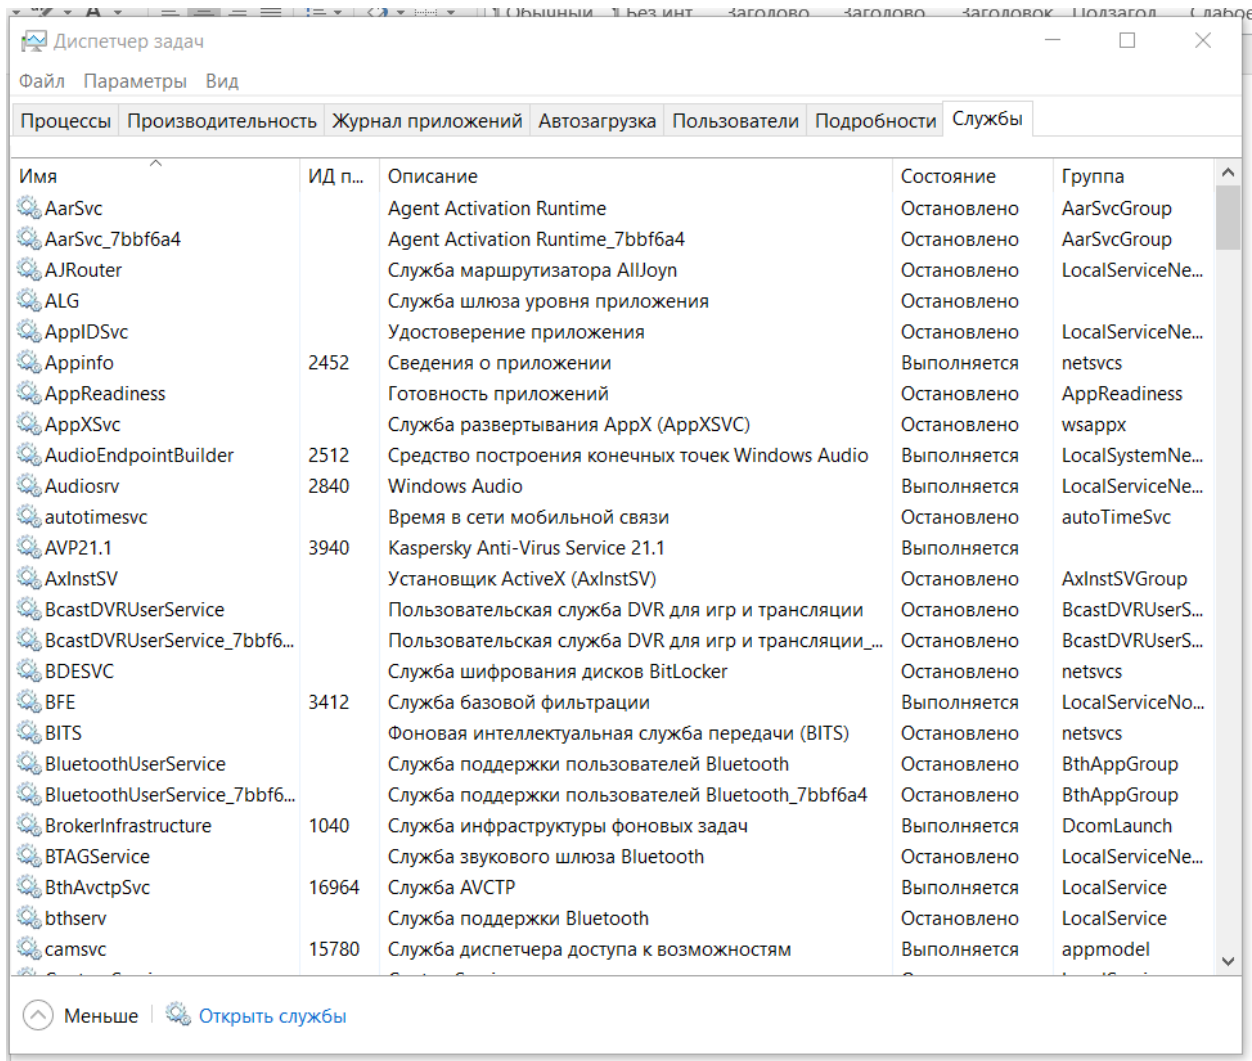 Обычный Без инт Заголово Заголово Заголовок Подзагол Слабое
Диспетчер задач
Файл Параметры Вид
Процессы Производительность Журнал приложений Автозагрузка Пользователи Подробности Службы
Имя ИД п... Описание Состояние Группа
AarSvc Agent Activation Runtime Остановлено AarSvcGroup
AarSvc_7bbf6a4 Agent Activation Runtime_7bbf6a4 Остановлено AarSvcGroup
AJRouter Служба маршрутизатора AllJoyn Остановлено LocalServiceNe...
ALG Служба шлюза уровня приложения Остановлено
AppIDSvc Удостоверение приложения Остановлено LocalServiceNe...
Appinfo 2452 Сведения о приложении Выполняется netsvcs
AppReadiness Готовность приложений Остановлено AppReadiness
AppXSvc Служба развертывания AppX (AppXSVC) Остановлено wsappx
AudioEndpointBuilder 2512 Средство построения конечных точек Windows Audio Выполняется LocalSystemNe...
Audiosrv 2840 Windows Audio Выполняется LocalServiceNe...
autotimesvc Время в сети мобильной связи Остановлено autoTimeSvc
AVP21.1 3940 Kaspersky Anti-Virus Service 21.1 Выполняется
AxInstSV Установщик ActiveX (AxInstSV) Остановлено AxInstSVGroup
BcastDVRUserService Пользовательская служба DVR для игр и трансляции Остановлено BcastDVRUserS...
BcastDVRUserService_7bbf6... Пользовательская служба DVR для игр и трансляции_... Остановлено BcastDVRUserS...
BDESVC Служба шифрования дисков BitLocker Остановлено netsvcs
BFE 3412 Служба базовой фильтрации Выполняется LocalServiceNo...
BITS Фоновая интеллектуальная служба передачи (BITS) Остановлено netsvcs
BluetoothUserService Служба поддержки пользователей Bluetooth Остановлено BthAppGroup
BluetoothUserService_7bbf6... Служба поддержки пользователей Bluetooth_7bbf6a4 Остановлено BthAppGroup
BrokerInfrastructure 1040 Служба инфраструктуры фоновых задач Выполняется DcomLaunch
BTAGService Служба звукового шлюза Bluetooth Остановлено LocalServiceNe...
BthAvctpSvc 16964 Служба AVCTP Выполняется LocalService
bthserv Служба поддержки Bluetooth Остановлено LocalService
camsvc 15780 Служба диспетчера доступа к возможностям Выполняется appmodel
Меньше Открыть службы